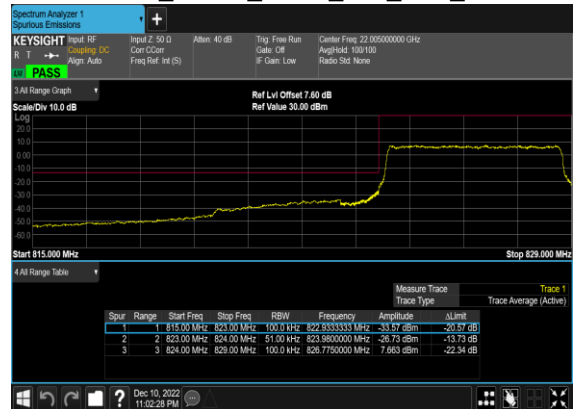 Spectrum Analyzer 1
Spurious Emissions
KEYSIGHT
Input: RF
Coupling: DC
Align: Auto
R T
LXI PASS
Input Z: 50 Ω
Corr CCorr
Freq Ref: Int (S)
Atten: 40 dB
Trig: Free Run
Gate: Off
IF Gain: Low
Center Freq: 22.005000000 GHz
Avg|Hold: 100/100
Radio Std: None
3 All Range Graph
Scale/Div 10.0 dB
Ref Lvl Offset 7.60 dB
Ref Value 30.00 dBm
Log
20.0
10.0
0.00
-10.0
-20.0
-30.0
-40.0
-50.0
-60.0
Start 815.000 MHz
Stop 829.000 MHz
4 All Range Table
Measure Trace Trace 1
Trace Type Trace Average (Active)
Spur Range Start Freq Stop Freq RBW Frequency Amplitude ΔLimit
1 1 815.00 MHz 823.00 MHz 100.0 kHz 822.9333333 MHz -33.57 dBm -20.57 dB
2 2 823.00 MHz 824.00 MHz 51.00 kHz 823.9800000 MHz -26.73 dBm -13.73 dB
3 3 824.00 MHz 829.00 MHz 100.0 kHz 826.7750000 MHz 7.663 dBm -22.34 dB
? Dec 10, 2022
11:02:28 PM